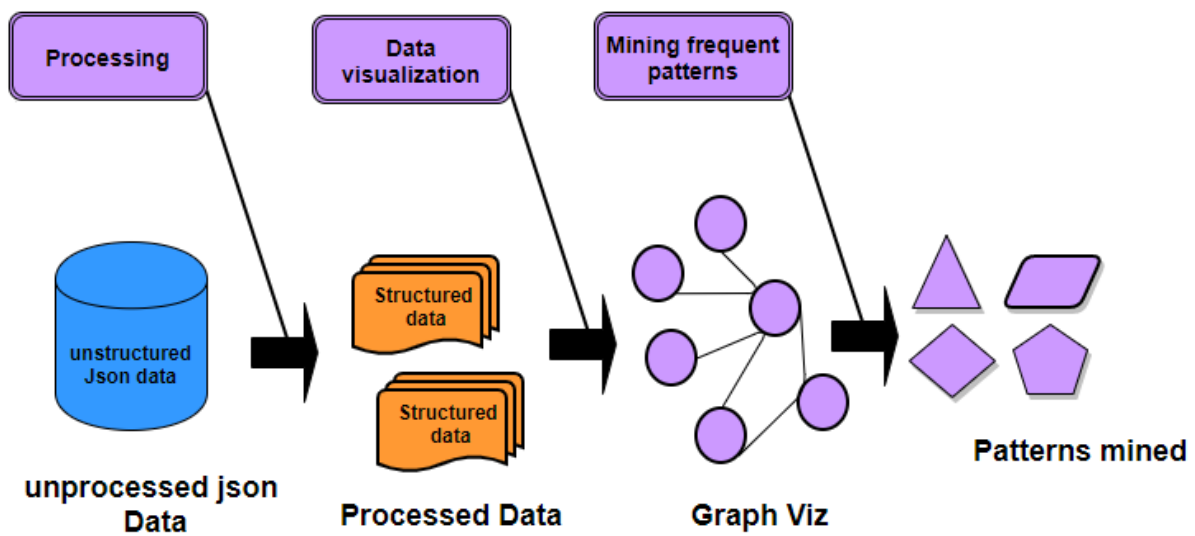 Processing
Data
visualization
Mining frequent
patterns
unstructured
Json data
Structured
data
Structured
data
unprocessed json
Data
Processed Data
Graph Viz
Patterns mined